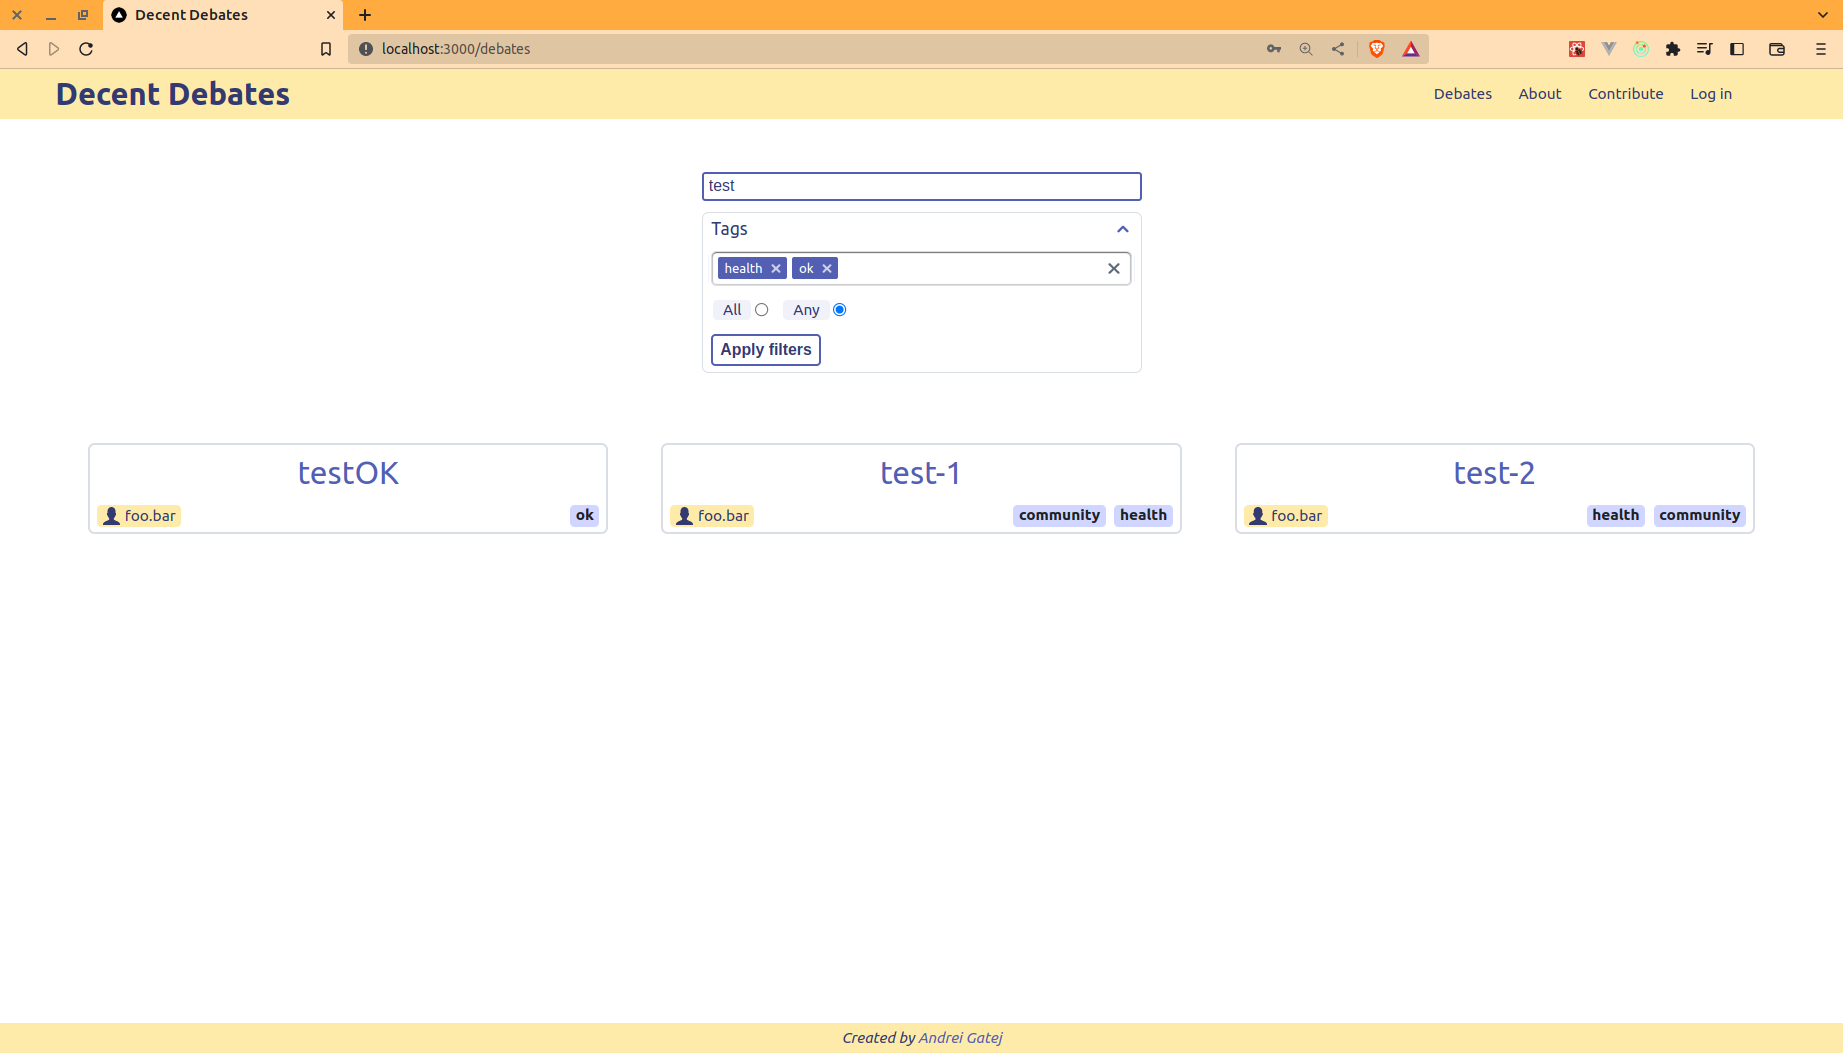 Decent Debates
localhost:3000/debates
Decent Debates
Debates About Contribute Log in
test
Tags
health ok
All Any
Apply filters
testOK
foo.bar ok
test-1
foo.bar community health
test-2
foo.bar health community
Created by Andrei Gatej